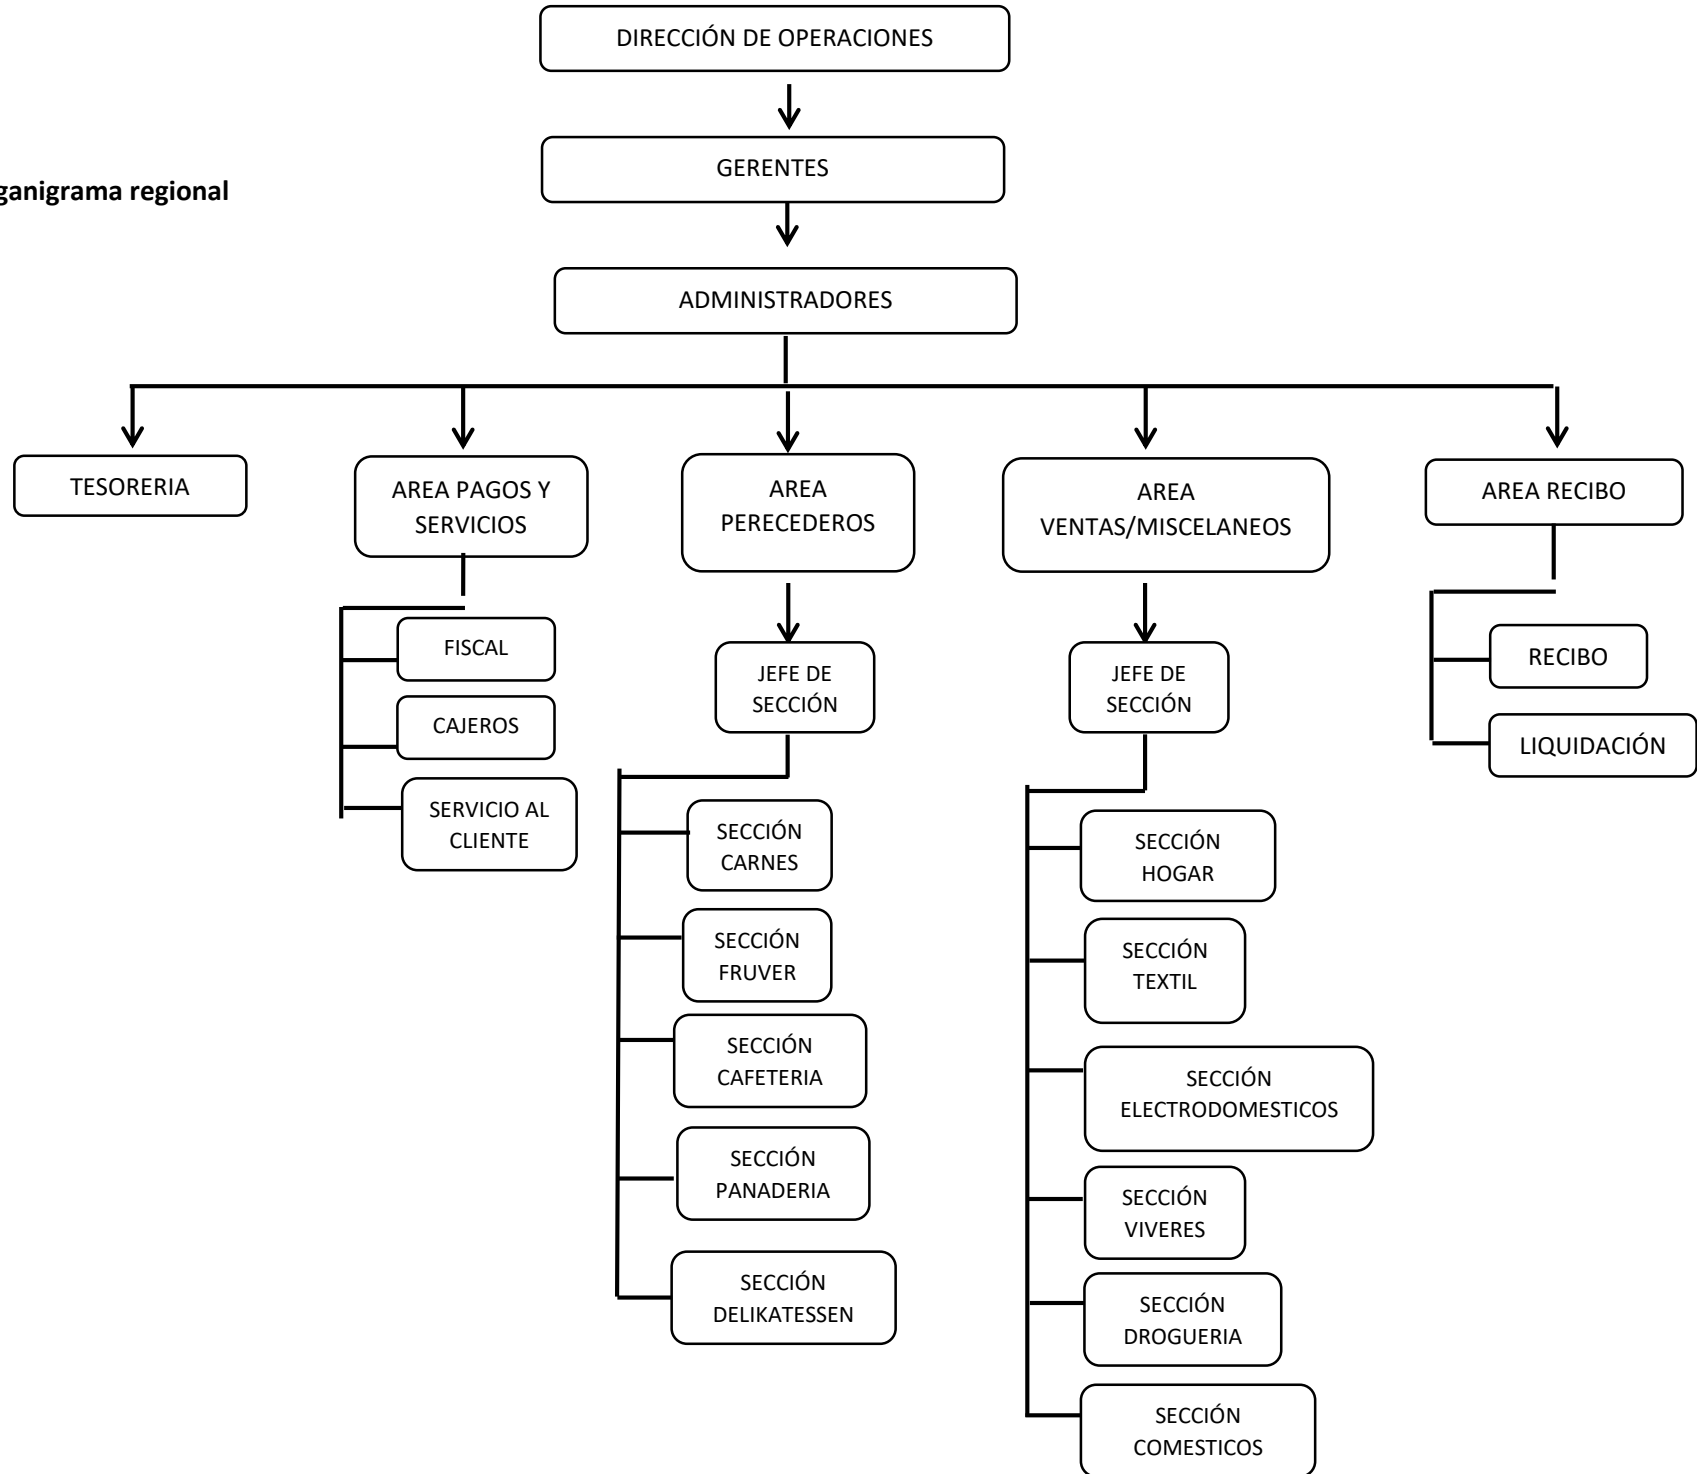 DIRECCIÓN DE OPERACIONES
GERENTES
ganigrama regional
ADMINISTRADORES
TESORERIA
AREA PAGOS Y
SERVICIOS
AREA
PERECEDEROS
AREA
VENTAS/MISCELANEOS
AREA RECIBO
FISCAL
CAJEROS
SERVICIO AL
CLIENTE
JEFE DE
SECCIÓN
SECCIÓN
CARNES
SECCIÓN
FRUVER
SECCIÓN
CAFETERIA
SECCIÓN
PANADERIA
SECCIÓN
DELIKATESSEN
JEFE DE
SECCIÓN
SECCIÓN
HOGAR
SECCIÓN
TEXTIL
SECCIÓN
ELECTRODOMESTICOS
SECCIÓN
VIVERES
SECCIÓN
DROGUERIA
SECCIÓN
COMESTICOS
RECIBO
LIQUIDACIÓN